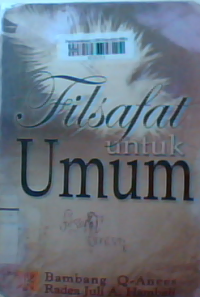 Filsafat
untuk
Umum
Bambang Q-Anees
Radea Juli A. Hambali